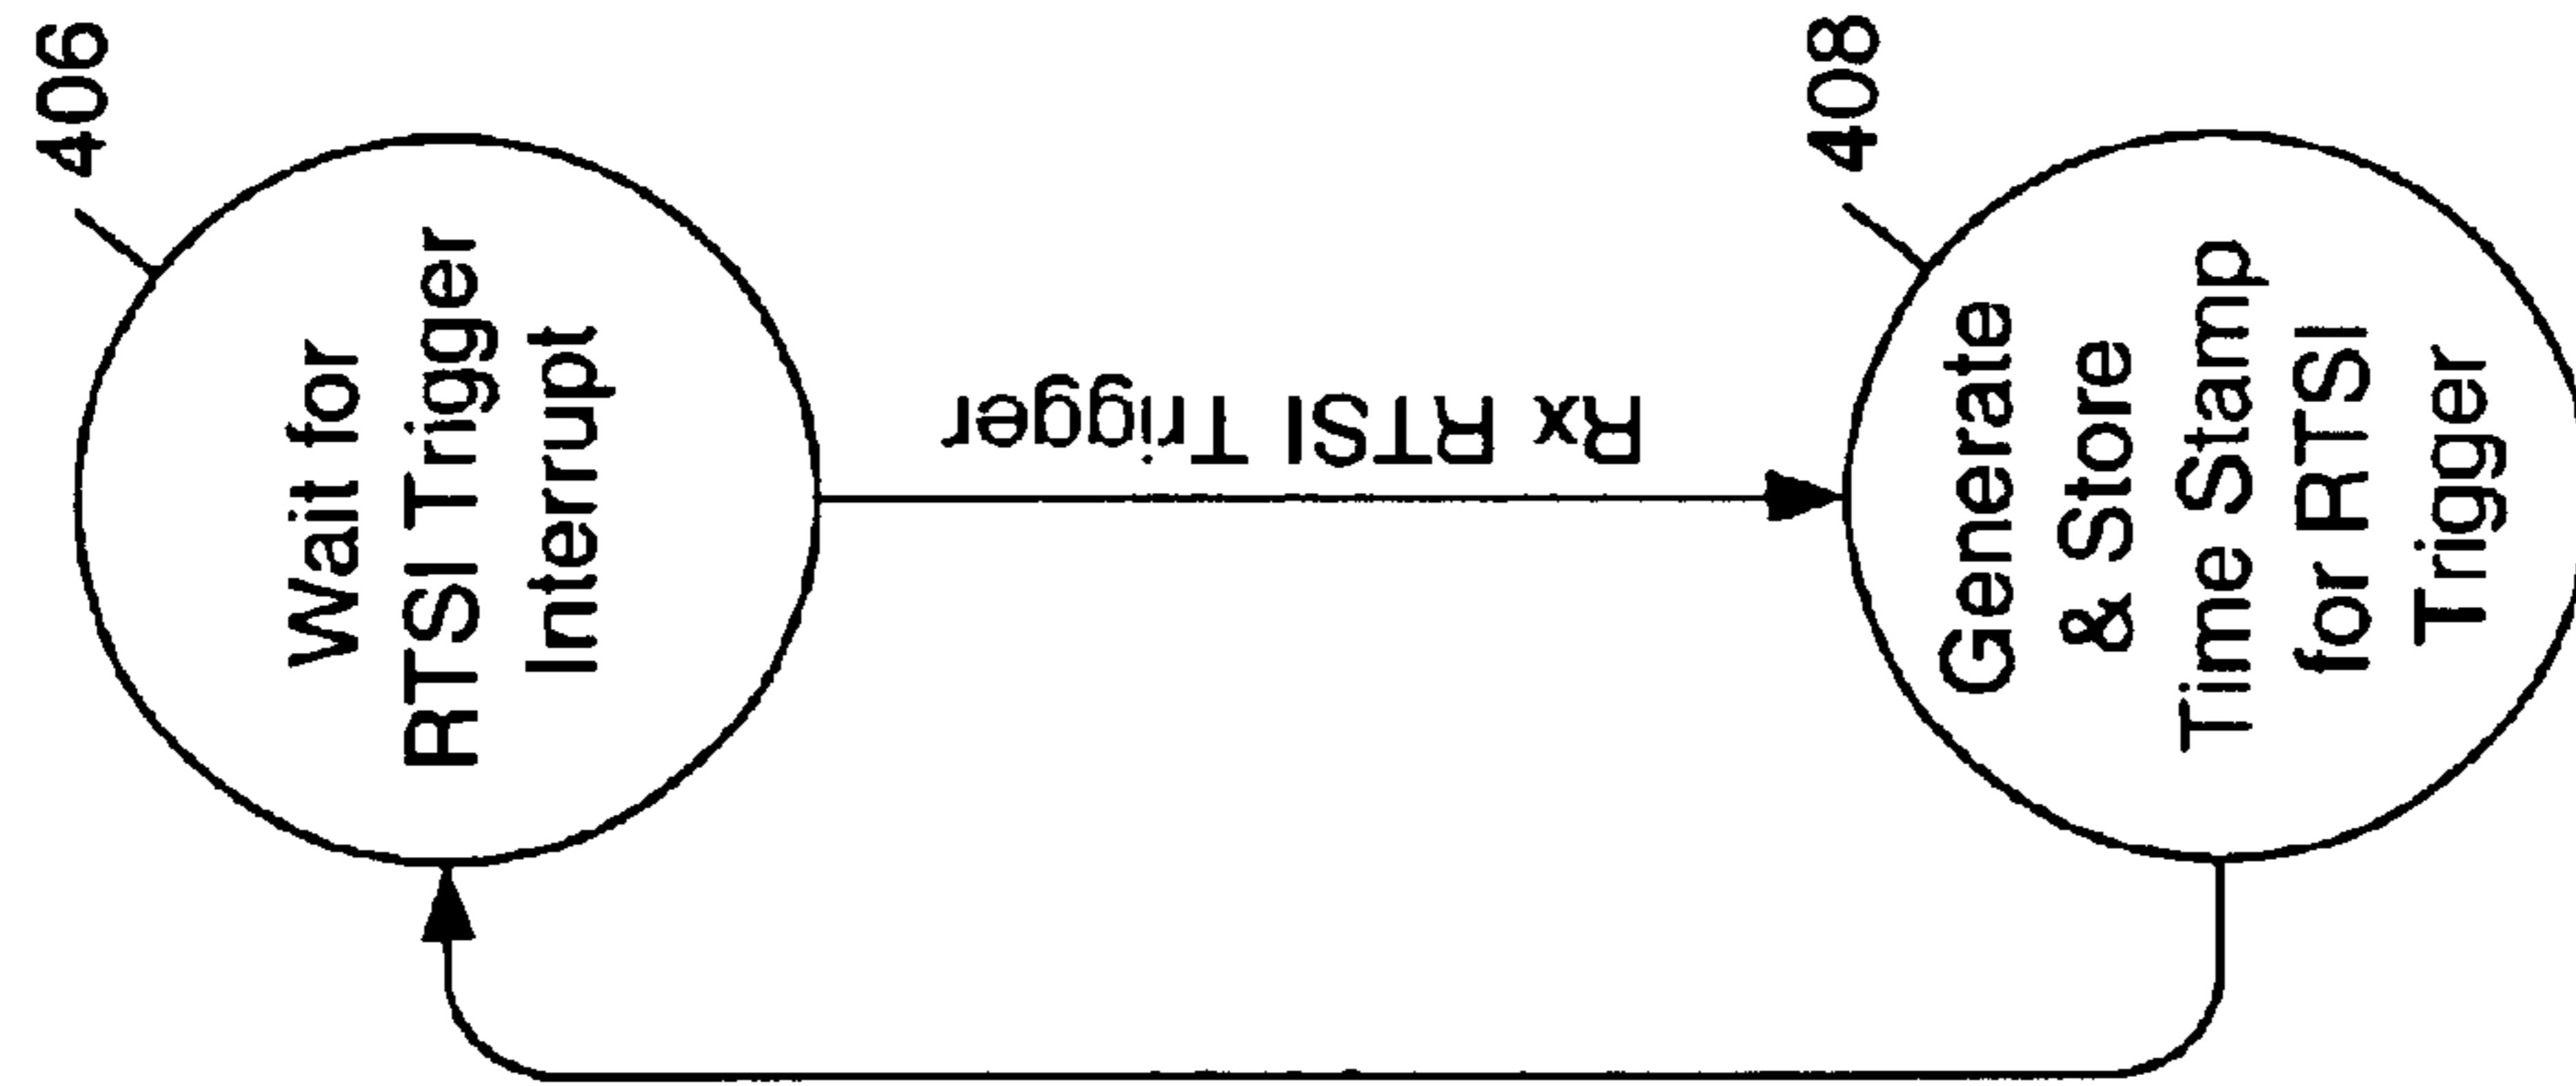 406
Wait for
RTSI Trigger
Interrupt
Rx RTSI Trigger
408
Generate
& Store
Time Stamp
for RTSI
Trigger